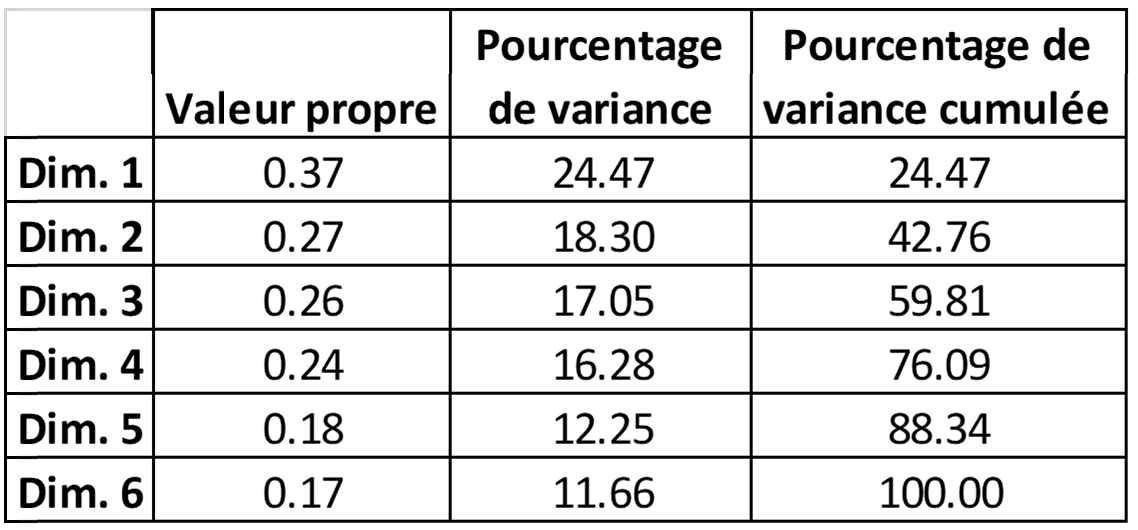 Valeur propre Pourcentage de variance Pourcentage de variance cumulée
Dim. 1 0.37 24.47 24.47
Dim. 2 0.27 18.30 42.76
Dim. 3 0.26 17.05 59.81
Dim. 4 0.24 16.28 76.09
Dim. 5 0.18 12.25 88.34
Dim. 6 0.17 11.66 100.00